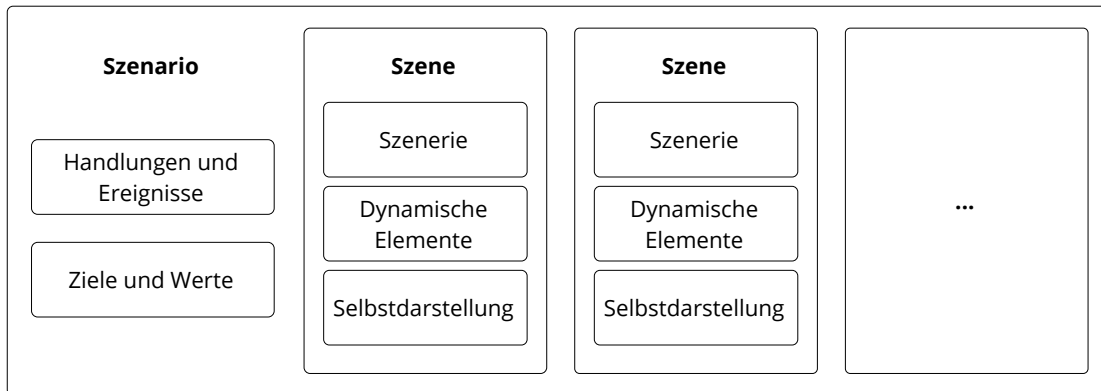 Szenario
Handlungen und
Ereignisse
Ziele und Werte
Szene
Szenerie
Dynamische
Elemente
Selbstdarstellung
Szene
Szenerie
Dynamische
Elemente
Selbstdarstellung
...